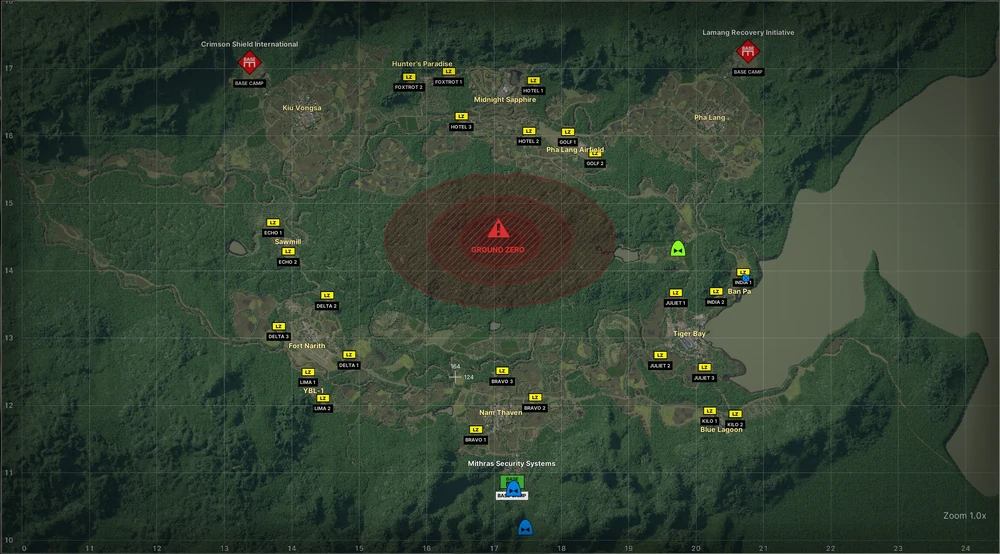 Crimson Shield International
BASE
BASE CAMP
Lamang Recovery Initiative
BASE
BASE CAMP
17
Hunter's Paradise
LZ
FOXTROT 2
LZ
FOXTROT 1
LZ
HOTEL 1
Midnight Sapphire
Kiu Vongsa
LZ
HOTEL 3
Pha Lang
16
LZ
HOTEL 2
LZ
GOLF 1
Pha Lang Airfield
LZ
GOLF 2
15
LZ
ECHO 1
GROUND ZERO
Sawmill
LZ
ECHO 2
14
LZ
INDIA 1
Ban Pa
LZ
DELTA 2
LZ
JULIET 1
LZ
INDIA 2
13
LZ
DELTA 3
Fort Narith
Tiger Bay
LZ
DELTA 1
LZ
JULIET 2
LZ
JULIET 3
164
124
LZ
LIMA 1
YBL-1
LZ
LIMA 2
LZ
BRAVO 3
12
LZ
BRAVO 2
Nam Thaven
LZ
BRAVO 1
LZ
KILO 1
LZ
KILO 2
Blue Lagoon
Mithras Security Systems
11
BASE
BASE CAMP
Zoom 1.0x
10
0 11 12 13 14 15 16 17 18 19 20 21 22 23 24